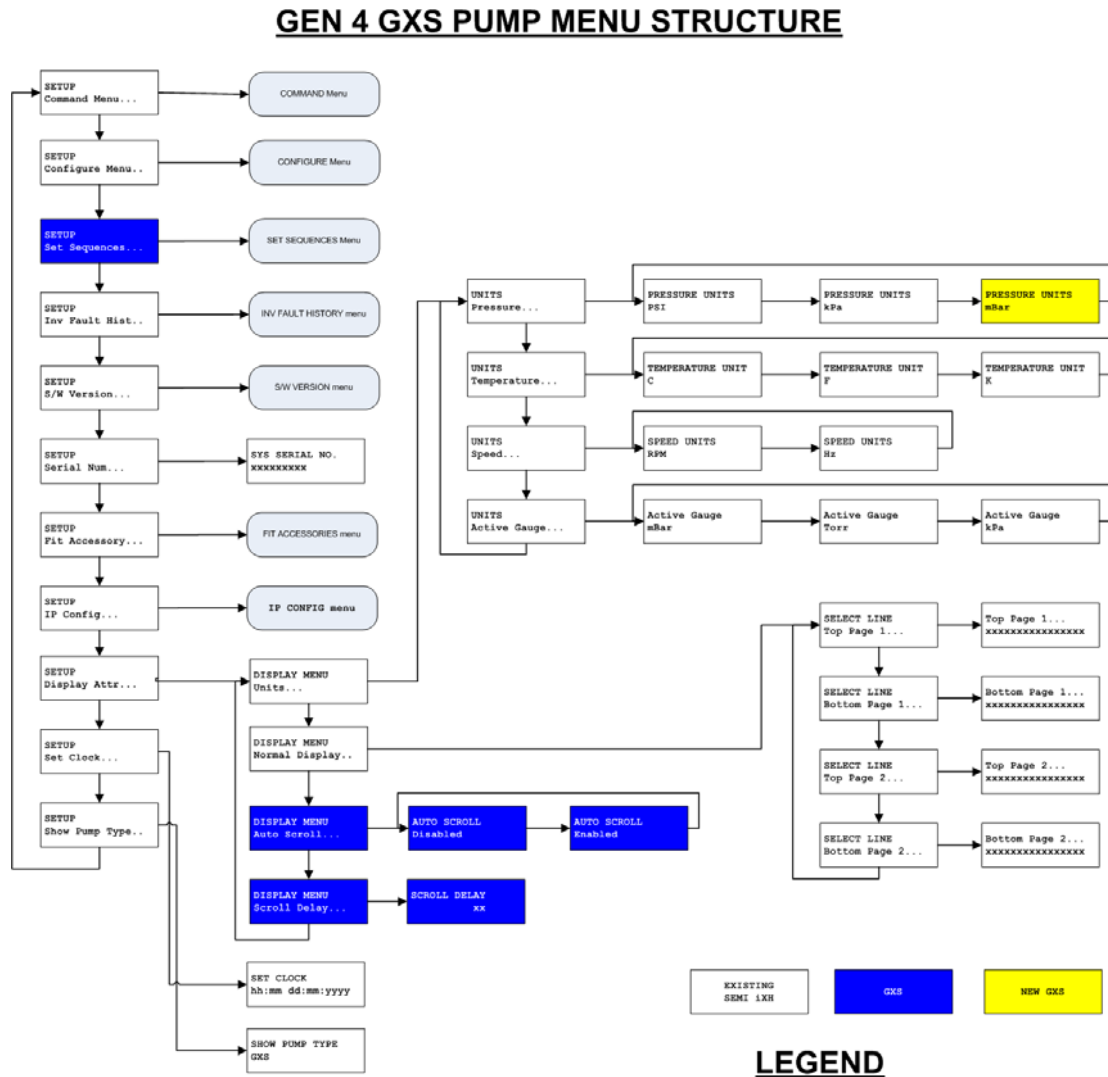 GEN 4 GXS PUMP MENU STRUCTURE
SETUP
Command Menu...
COMMAND Menu
SETUP
Configure Menu..
CONFIGURE Menu
SETUP
Set Sequences...
SET SEQUENCES Menu
SETUP
Inv Fault Hist..
INV FAULT HISTORY menu
SETUP
S/W Version...
S/W VERSION menu
SETUP
Serial Num...
SYS SERIAL NO.
xxxxxxxxx
SETUP
Fit Accessory...
FIT ACCESSORIES menu
SETUP
IP Config...
IP CONFIG menu
SETUP
Display Attr...
SETUP
Set Clock...
SETUP
Show Pump Type..
DISPLAY MENU
Units...
DISPLAY MENU
Normal Display..
DISPLAY MENU
Auto Scroll...
AUTO SCROLL
Disabled
AUTO SCROLL
Enabled
DISPLAY MENU
Scroll Delay...
SCROLL DELAY
xx
SET CLOCK
hh:mm dd:mm:yyyy
SHOW PUMP TYPE
GXS
UNITS
Pressure...
PRESSURE UNITS
PSI
PRESSURE UNITS
kPa
PRESSURE UNITS
mBar
UNITS
Temperature...
TEMPERATURE UNIT
C
TEMPERATURE UNIT
F
TEMPERATURE UNIT
K
UNITS
Speed...
SPEED UNITS
RPM
SPEED UNITS
Hz
UNITS
Active Gauge...
Active Gauge
mBar
Active Gauge
Torr
Active Gauge
kPa
SELECT LINE
Top Page 1...
Top Page 1...
xxxxxxxxxxxxxxxx
SELECT LINE
Bottom Page 1...
Bottom Page 1...
xxxxxxxxxxxxxxxx
SELECT LINE
Top Page 2...
Top Page 2...
xxxxxxxxxxxxxxxx
SELECT LINE
Bottom Page 2...
Bottom Page 2...
xxxxxxxxxxxxxxxx
EXISTING
SEMI iXH
GXS
NEW GXS
LEGEND